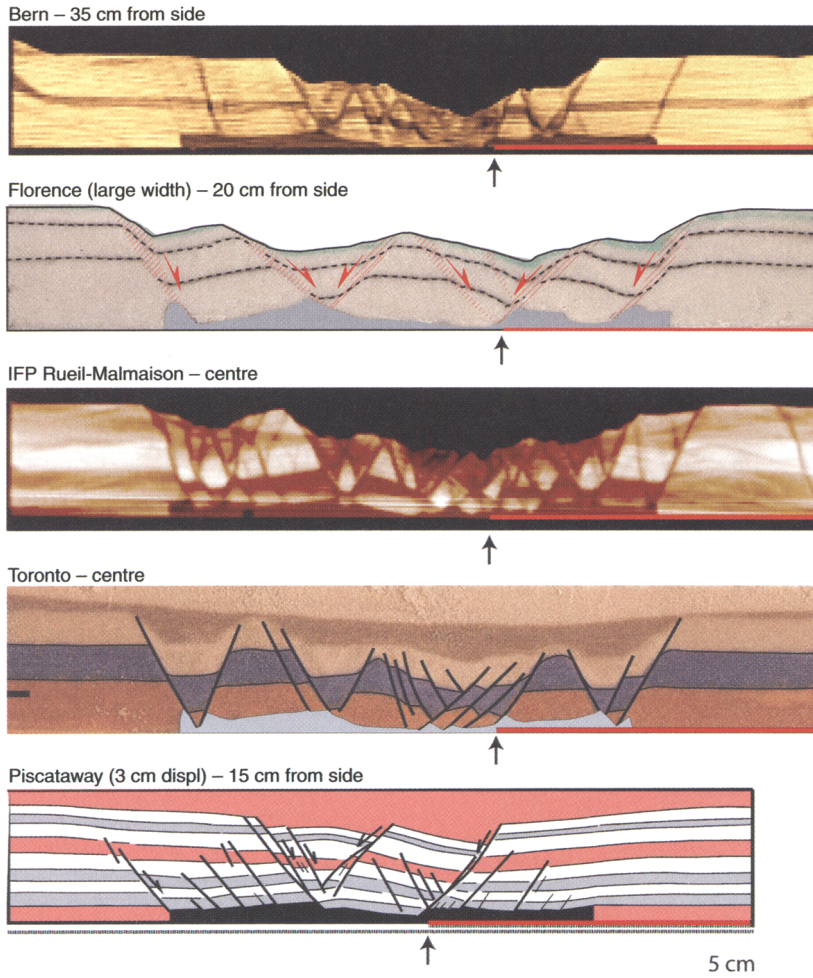 Bern – 35 cm from side
Florence (large width) – 20 cm from side
IFP Rueil-Malmaison – centre
Toronto – centre
Piscataway (3 cm displ) – 15 cm from side
5 cm